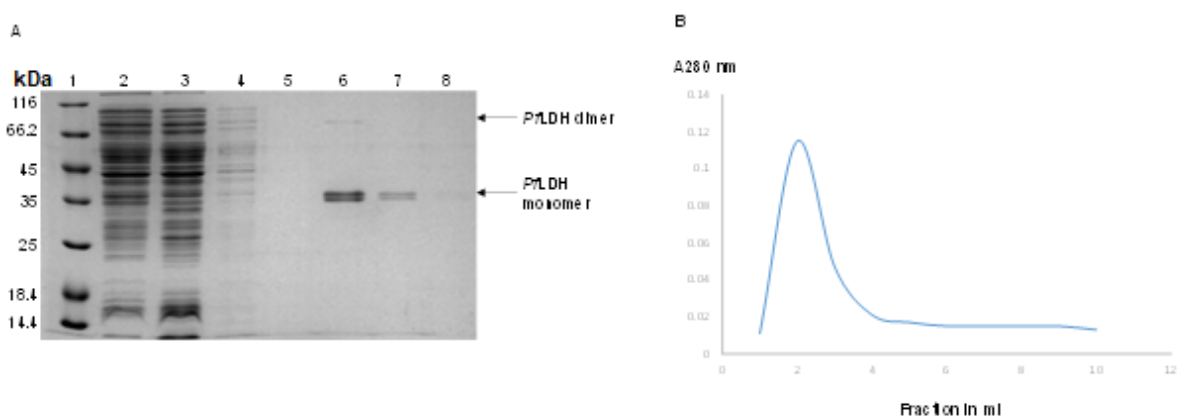 A
kDa 1 2 3 4 5 6 7 8
116
66.2
45
35
25
18.4
14.4
PfLDH dimer
PfLDH
monomer
B
A280 nm
0.14
0.12
0.1
0.08
0.06
0.04
0.02
0
0 2 4 6 8 10 12
Fraction in ml